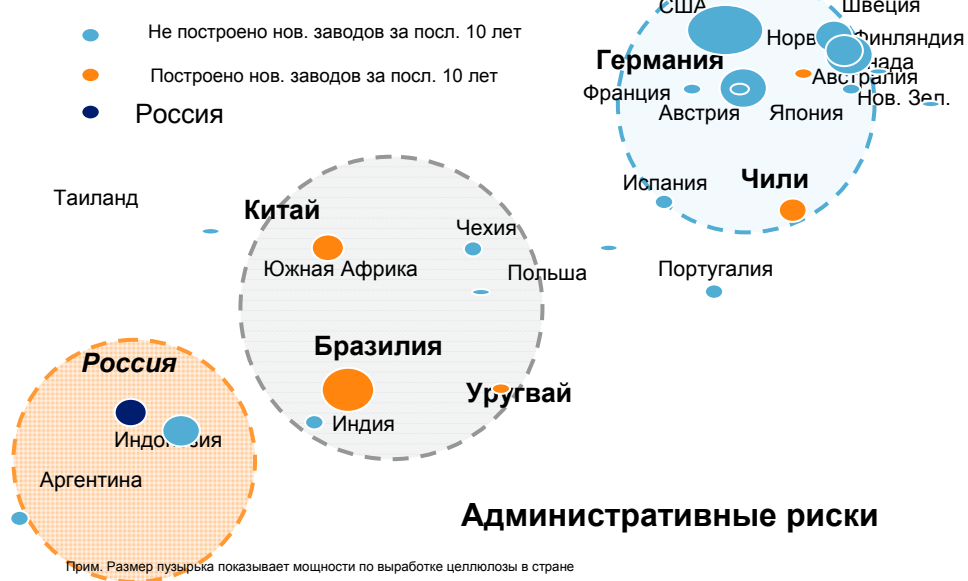 США
Швеция
Не построено нов. заводов за посл. 10 лет
Финляндия
Германия
Построено нов. заводов за посл. 10 лет
Австралия
Франция
Нов. Зел.
Россия
Австрия
Япония
Испания
Чили
Таиланд
Китай
Чехия
Южная Африка
Польша
Португалия
Бразилия
Россия
Уругвай
Индия
Аргентина
Административные риски
Прим. Размер пузырька показывает мощности по выработке целлюлозы в стране